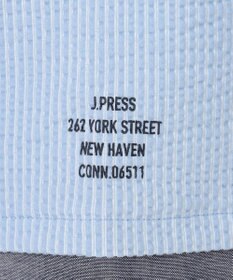 J.PRESS
262 YORK STREET
NEW HAVEN
CONN.06511